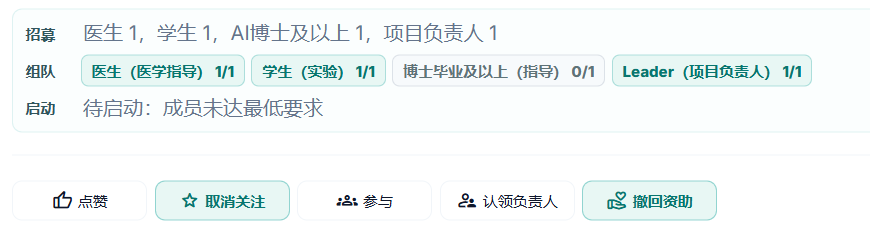 招募 医生 1，学生 1，AI博士及以上 1，项目负责人 1
组队 医生（医学指导） 1/1 学生（实验） 1/1 博士毕业及以上（指导） 0/1 Leader（项目负责人） 1/1
启动 待启动：成员未达最低要求
点赞 取消关注 参与 认领负责人 撤回资助